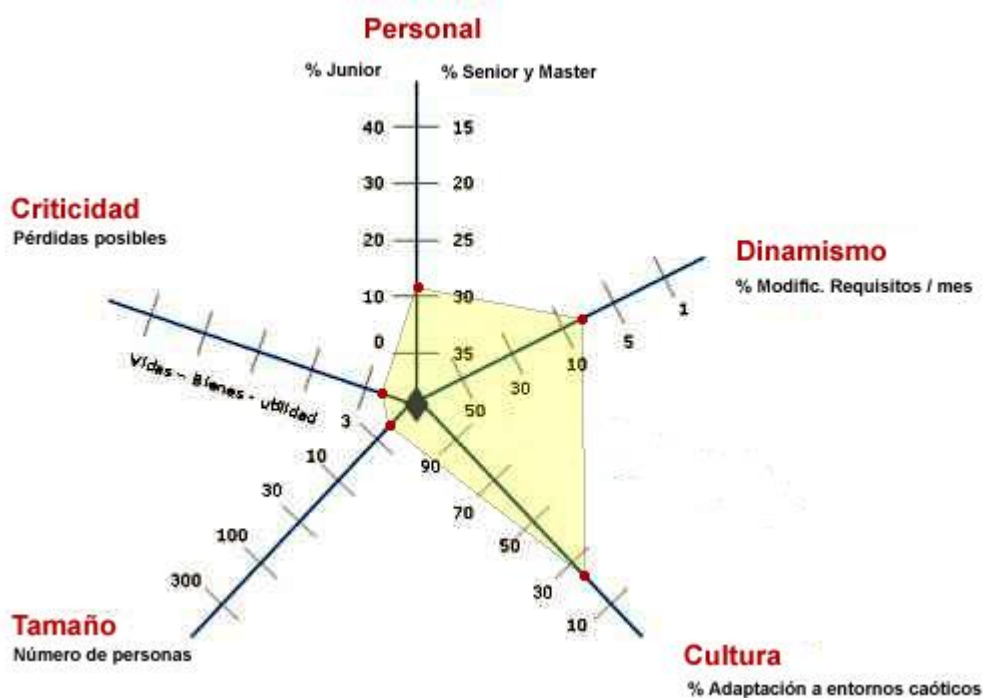 Personal
% Junior
% Senior y Master
40
15
30
20
20
25
10
30
0
35
Criticidad
Pérdidas posibles
Vidas - Bienes - utilidad
Dinamismo
% Modific. Requisitos / mes
1
5
10
30
50
3
10
30
100
300
90
70
50
30
10
Tamaño
Número de personas
Cultura
% Adaptación a entornos caóticos